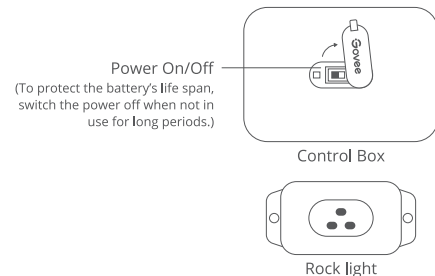 Govee
Power On/Off
(To protect the battery's life span,
switch the power off when not in
use for long periods.)
Control Box
Rock light